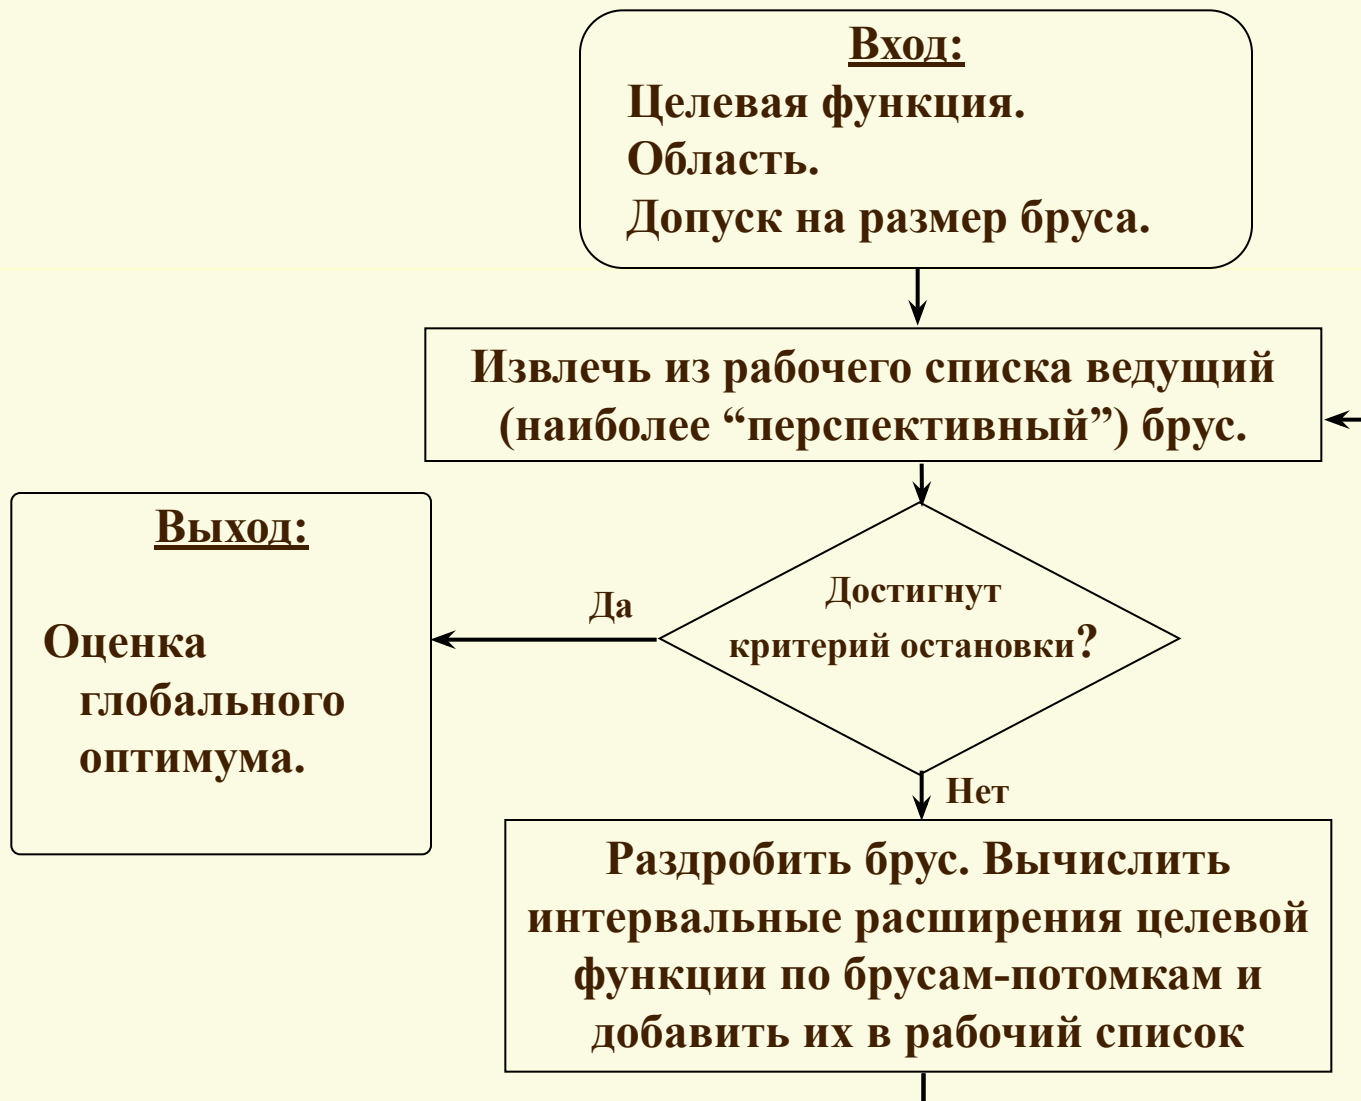 Вход:
Целевая функция.
Область.
Допуск на размер бруса.
Извлечь из рабочего списка ведущий
(наиболее “перспективный”) брус.
Выход:
Оценка
глобального
оптимума.
Да
Достигнут
критерий остановки?
Нет
Раздробить брус. Вычислить
интервальные расширения целевой
функции по брусам-потомкам и
добавить их в рабочий список